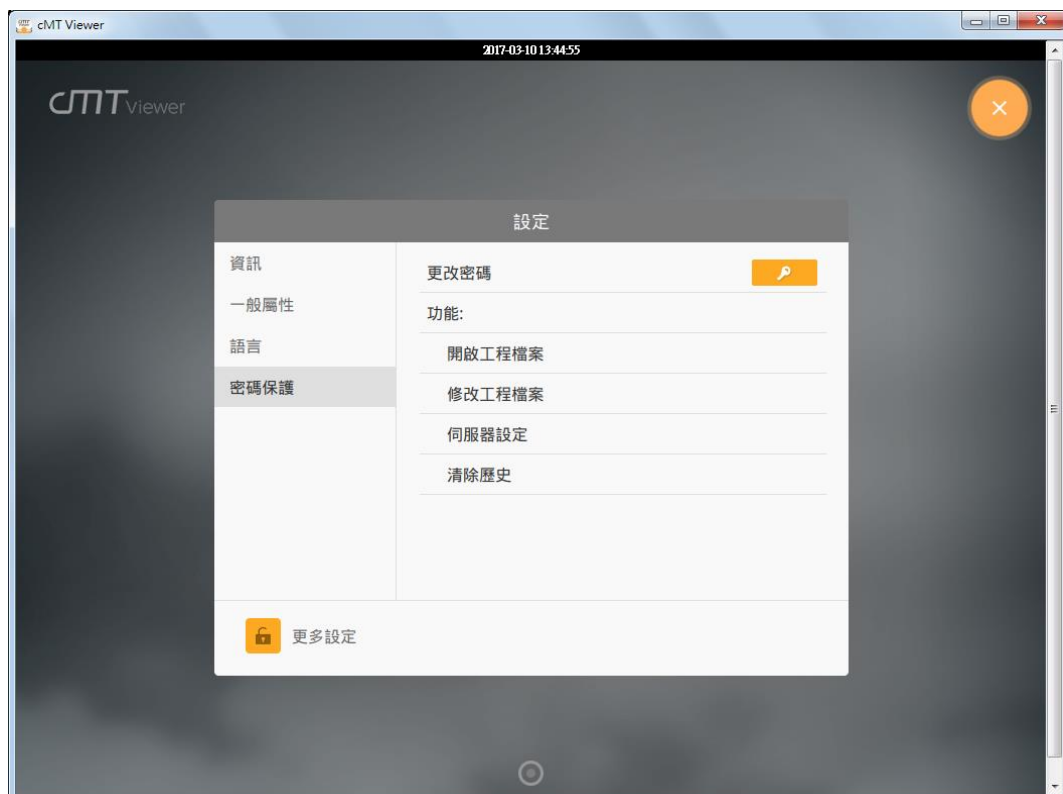 cMT Viewer
2017-03-10 13:44:55
cMT Viewer
設定
資訊
更改密碼
一般屬性
功能:
語言
開啟工程檔案
密碼保護
修改工程檔案
伺服器設定
清除歷史
更多設定